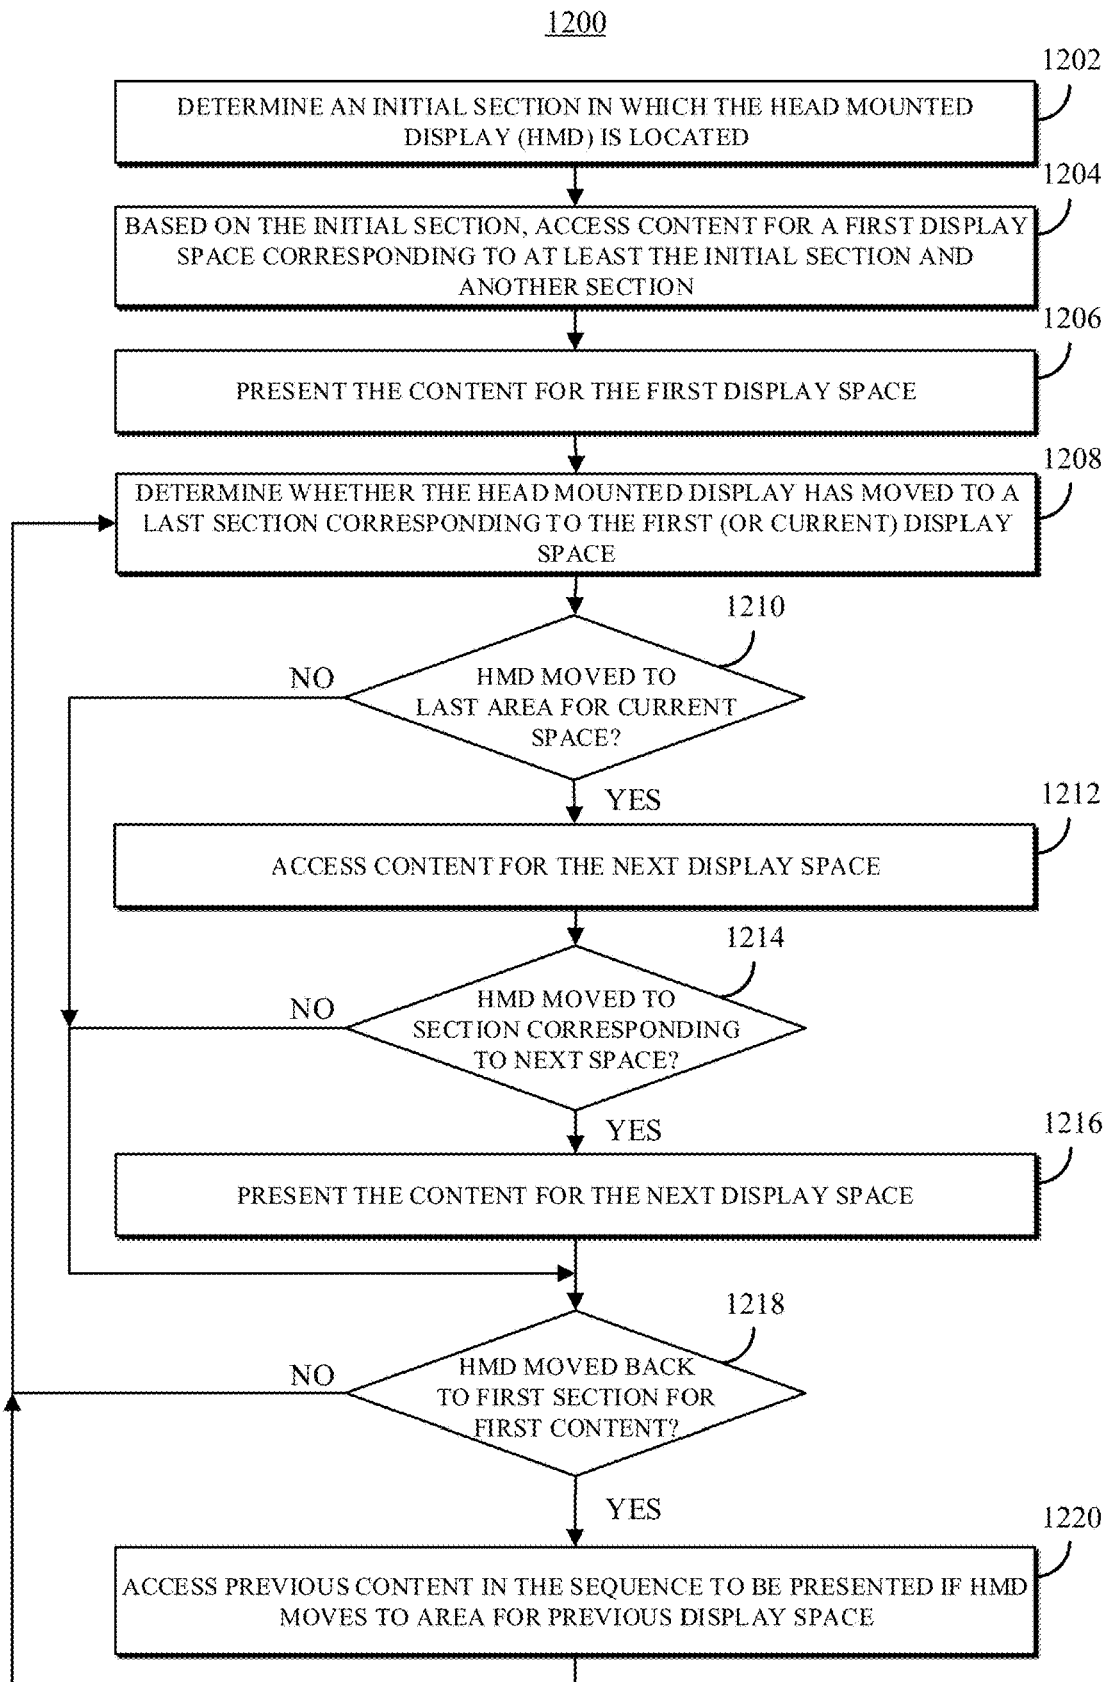 1200
1202
DETERMINE AN INITIAL SECTION IN WHICH THE HEAD MOUNTED
DISPLAY (HMD) IS LOCATED
1204
BASED ON THE INITIAL SECTION, ACCESS CONTENT FOR A FIRST DISPLAY
SPACE CORRESPONDING TO AT LEAST THE INITIAL SECTION AND
ANOTHER SECTION
1206
PRESENT THE CONTENT FOR THE FIRST DISPLAY SPACE
1208
DETERMINE WHETHER THE HEAD MOUNTED DISPLAY HAS MOVED TO A
LAST SECTION CORRESPONDING TO THE FIRST (OR CURRENT) DISPLAY
SPACE
1210
NO
HMD MOVED TO
LAST AREA FOR CURRENT
SPACE?
YES
1212
ACCESS CONTENT FOR THE NEXT DISPLAY SPACE
1214
NO
HMD MOVED TO
SECTION CORRESPONDING
TO NEXT SPACE?
YES
1216
PRESENT THE CONTENT FOR THE NEXT DISPLAY SPACE
1218
NO
HMD MOVED BACK
TO FIRST SECTION FOR
FIRST CONTENT?
YES
1220
ACCESS PREVIOUS CONTENT IN THE SEQUENCE TO BE PRESENTED IF HMD
MOVES TO AREA FOR PREVIOUS DISPLAY SPACE